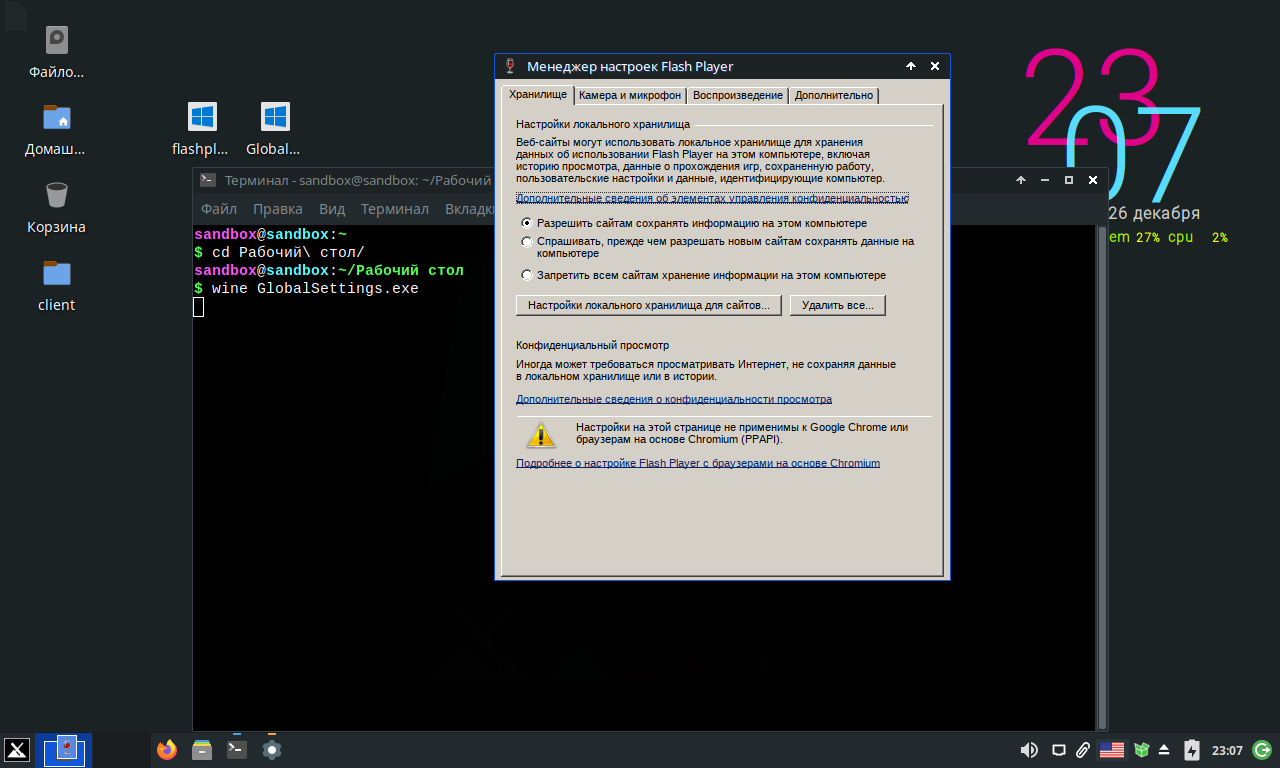 Файло...
Домаш...
Корзина
client
flashpl...
Global...
23
07
26 декабря
em 27% cpu 2%
Терминал - sandbox@sandbox: ~/Рабочий
Файл Правка Вид Терминал Вкладк
sandbox@sandbox:~
$ cd Рабочий\ стол/
sandbox@sandbox:~/Рабочий стол
$ wine GlobalSettings.exe
Менеджер настроек Flash Player
Хранилище Камера и микрофон Воспроизведение Дополнительно
Настройки локального хранилища
Веб-сайты могут использовать локальное хранилище для хранения
данных об использовании Flash Player на этом компьютере, включая
историю просмотра, данные о прохождения игр, сохраненную работу,
пользовательские настройки и данные, идентифицирующие компьютер.
Дополнительные сведения об элементах управления конфиденциальностью
Разрешить сайтам сохранять информацию на этом компьютере
Спрашивать, прежде чем разрешать новым сайтам сохранять данные на
компьютере
Запретить всем сайтам хранение информации на этом компьютере
Настройки локального хранилища для сайтов... Удалить все...
Конфиденциальный просмотр
Иногда может требоваться просматривать Интернет, не сохраняя данные
в локальном хранилище или в истории.
Дополнительные сведения о конфиденциальности просмотра
Настройки на этой странице не применимы к Google Chrome или
браузерам на основе Chromium (PPAPI).
Подробнее о настройке Flash Player с браузерами на основе Chromium
23:07